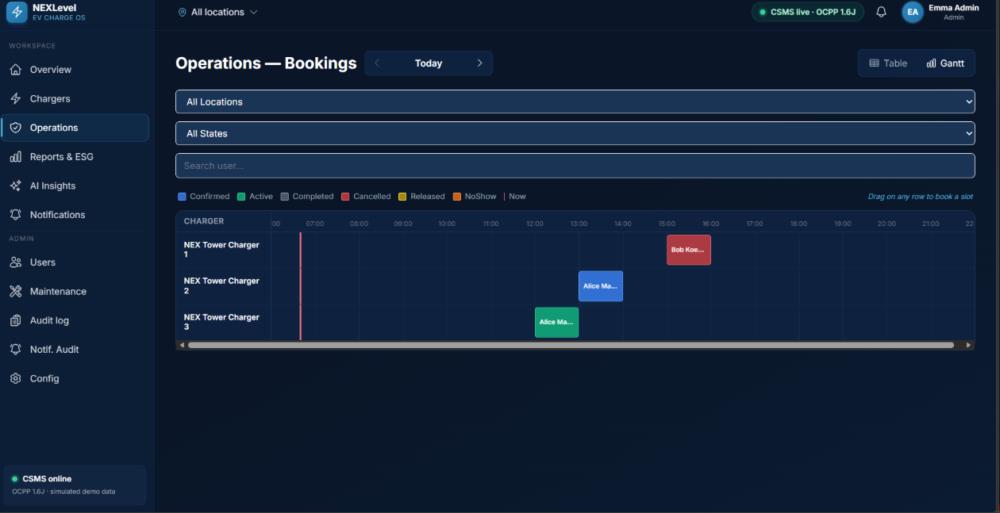 NEXLevel
EV CHARGE OS
All locations
CSMS live · OCPP 1.6J
EA
Emma Admin
Admin
WORKSPACE
Overview
Chargers
Operations
Reports & ESG
AI Insights
Notifications
ADMIN
Users
Maintenance
Audit log
Notif. Audit
Config
CSMS online
OCPP 1.6J · simulated demo data
Operations — Bookings
Today
Table
Gantt
All Locations
All States
Search user...
Confirmed Active Completed Cancelled Released NoShow | Now
Drag on any row to book a slot
CHARGER
:00 07:00 08:00 09:00 10:00 11:00 12:00 13:00 14:00 15:00 16:00 17:00 18:00 19:00 20:00 21:00 22:
NEX Tower Charger
1
Bob Koe...
NEX Tower Charger
2
Alice Ma...
NEX Tower Charger
3
Alice Ma...